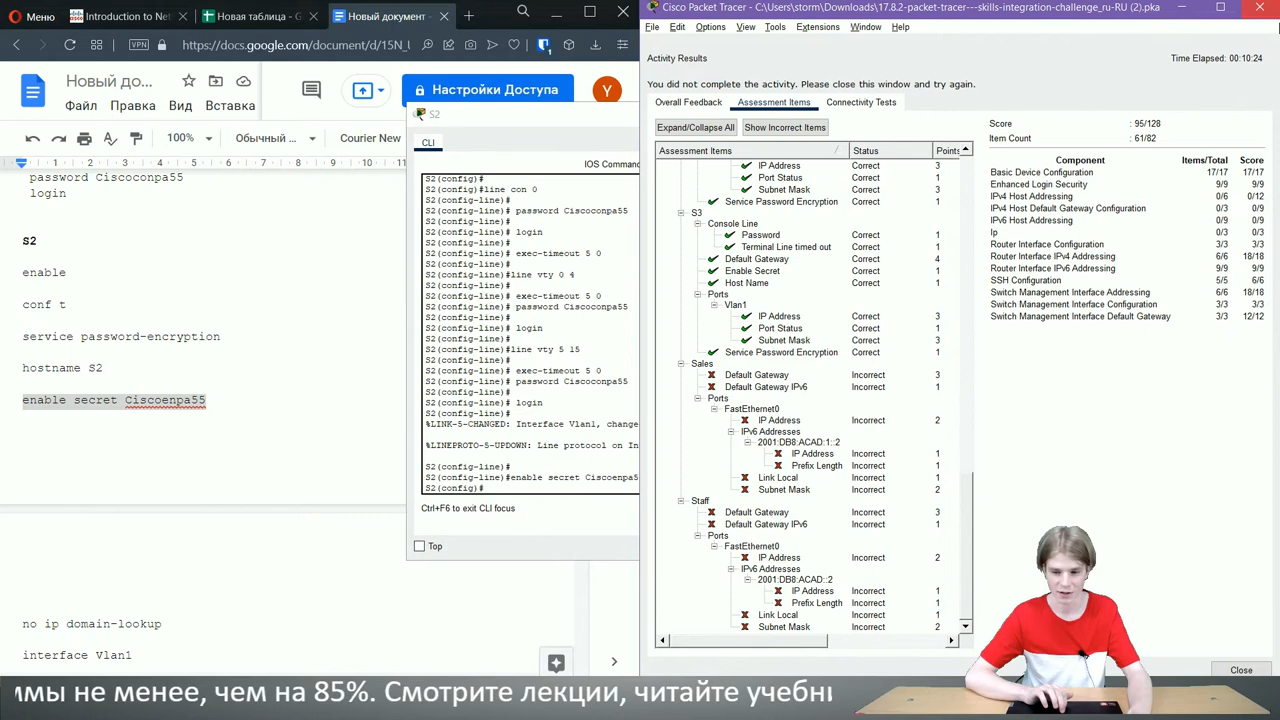 Меню
Introduction to Net
Новая таблица - G
Новый документ
VPN
https://docs.google.com/document/d/15N_
Новый доку
Файл Правка Вид Вставка
Настройки Доступа
Y
100% Обычный ... Courier New
password Ciscoconpa55
login
S2
enable
conf t
service password-encryption
hostname S2
enable secret Ciscoenpa55
no ip domain-lookup
interface Vlan1
S2
CLI
IOS Comman
S2(config)#
S2(config)#line con 0
S2(config-line)#
S2(config-line)# password Ciscoconpa55
S2(config-line)#
S2(config-line)# login
S2(config-line)#
S2(config-line)# exec-timeout 5 0
S2(config-line)#
S2(config-line)#line vty 0 4
S2(config-line)#
S2(config-line)# exec-timeout 5 0
S2(config-line)# password Ciscoconpa55
S2(config-line)#
S2(config-line)# login
S2(config-line)#
S2(config-line)#line vty 5 15
S2(config-line)#
S2(config-line)# exec-timeout 5 0
S2(config-line)# password Ciscoconpa55
S2(config-line)#
S2(config-line)# login
S2(config-line)#
%LINK-5-CHANGED: Interface Vlan1, change
%LINEPROTO-5-UPDOWN: Line protocol on In
S2(config-line)#
S2(config-line)#enable secret Ciscoenpa5
S2(config)#
Ctrl+F6 to exit CLI focus
Top
Cisco Packet Tracer - C:\Users\storm\Downloads\17.8.2-packet-tracer---skills-integration-challenge_ru-RU (2).pka
File Edit Options View Tools Extensions Window Help
Activity Results
Time Elapsed: 00:10:24
You did not complete the activity. Please close this window and try again.
Overall Feedback Assessment Items Connectivity Tests
Expand/Collapse All Show Incorrect Items
Assessment Items Status Points
IP Address Correct 3
Port Status Correct 1
Subnet Mask Correct 3
Service Password Encryption Correct 1
S3
Console Line
Password Correct 1
Terminal Line timed out Correct 1
Default Gateway Correct 4
Enable Secret Correct 1
Host Name Correct 1
Ports
Vlan1
IP Address Correct 3
Port Status Correct 1
Subnet Mask Correct 3
Service Password Encryption Correct 1
Sales
Default Gateway Incorrect 3
Default Gateway IPv6 Incorrect 1
Ports
FastEthernet0
IP Address Incorrect 2
IPv6 Addresses
2001:DB8:ACAD:1::2
IP Address Incorrect 1
Prefix Length Incorrect 1
Link Local Incorrect 1
Subnet Mask Incorrect 2
Staff
Default Gateway Incorrect 3
Default Gateway IPv6 Incorrect 1
Ports
FastEthernet0
IP Address Incorrect 2
IPv6 Addresses
2001:DB8:ACAD::2
IP Address Incorrect 1
Prefix Length Incorrect 1
Link Local Incorrect 1
Subnet Mask Incorrect 2
Score : 95/128
Item Count : 61/82
Component Items/Total Score
Basic Device Configuration 17/17 17/17
Enhanced Login Security 9/9 9/9
IPv4 Host Addressing 0/6 0/12
IPv4 Host Default Gateway Configuration 0/3 0/9
IPv6 Host Addressing 0/9 0/9
Ip 0/3 0/3
Router Interface Configuration 3/3 3/3
Router Interface IPv4 Addressing 6/6 18/18
Router Interface IPv6 Addressing 9/9 9/9
SSH Configuration 5/5 6/6
Switch Management Interface Addressing 6/6 18/18
Switch Management Interface Configuration 3/3 3/3
Switch Management Interface Default Gateway 3/3 12/12
Close
ммы не менее, чем на 85%. Смотрите лекции, читайте учебни